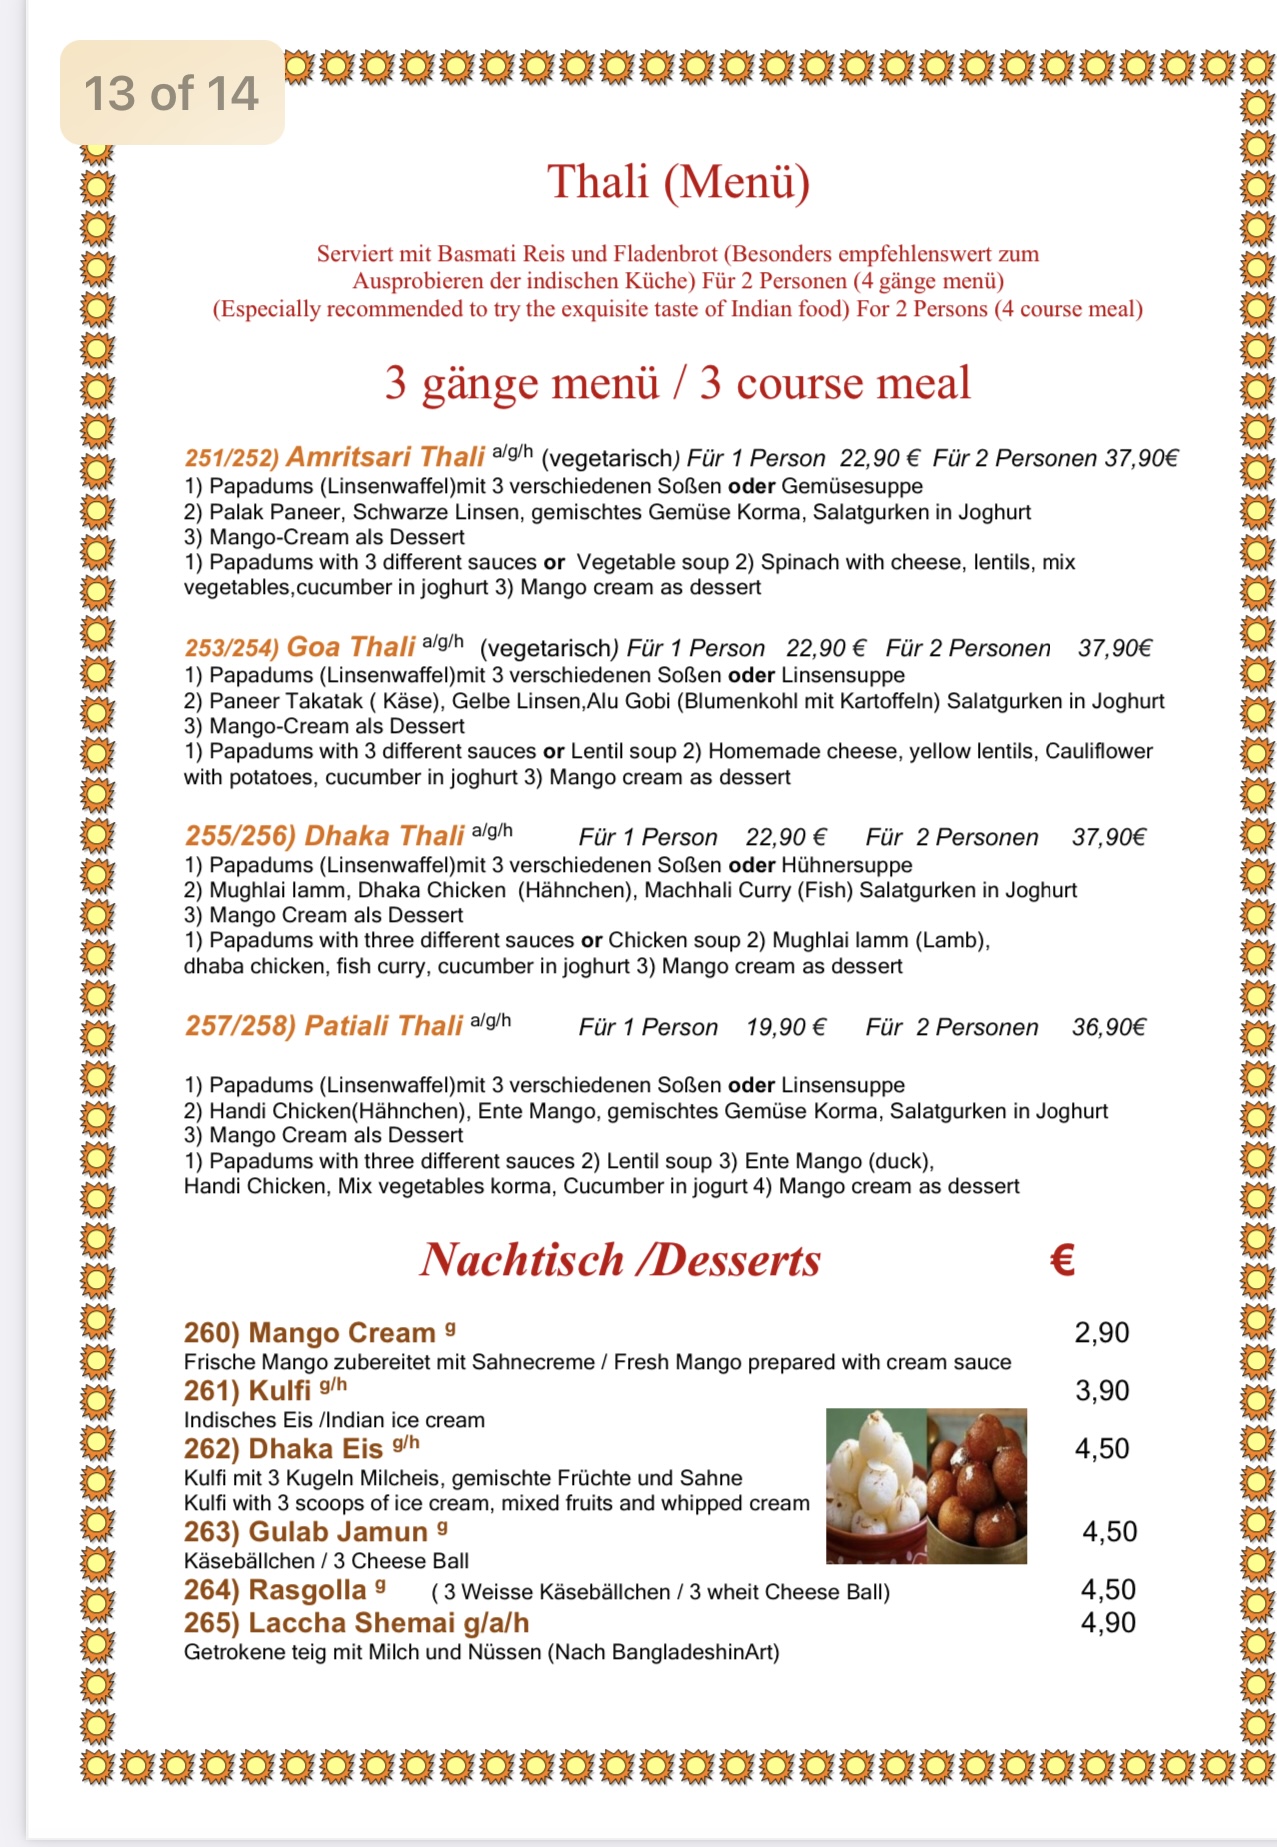 13 of 14
Thali (Menü)
Serviert mit Basmati Reis und Fladenbrot (Besonders empfehlenswert zum
Ausprobieren der indischen Küche) Für 2 Personen (4 gänge menü)
(Especially recommended to try the exquisite taste of Indian food) For 2 Persons (4 course meal)
3 gänge menü / 3 course meal
251/252) Amritsari Thali a/g/h (vegetarisch) Für 1 Person 22,90 € Für 2 Personen 37,90€
1) Papadums (Linsenwaffel)mit 3 verschiedenen Soßen oder Gemüsesuppe
2) Palak Paneer, Schwarze Linsen, gemischtes Gemüse Korma, Salatgurken in Joghurt
3) Mango-Cream als Dessert
1) Papadums with 3 different sauces or Vegetable soup 2) Spinach with cheese, lentils, mix
vegetables,cucumber in joghurt 3) Mango cream as dessert
253/254) Goa Thali a/g/h (vegetarisch) Für 1 Person 22,90 € Für 2 Personen 37,90€
1) Papadums (Linsenwaffel)mit 3 verschiedenen Soßen oder Linsensuppe
2) Paneer Takatak ( Käse), Gelbe Linsen,Alu Gobi (Blumenkohl mit Kartoffeln) Salatgurken in Joghurt
3) Mango-Cream als Dessert
1) Papadums with 3 different sauces or Lentil soup 2) Homemade cheese, yellow lentils, Cauliflower
with potatoes, cucumber in joghurt 3) Mango cream as dessert
255/256) Dhaka Thali a/g/h Für 1 Person 22,90 € Für 2 Personen 37,90€
1) Papadums (Linsenwaffel)mit 3 verschiedenen Soßen oder Hühnersuppe
2) Mughlai lamm, Dhaka Chicken (Hähnchen), Machhali Curry (Fish) Salatgurken in Joghurt
3) Mango Cream als Dessert
1) Papadums with three different sauces or Chicken soup 2) Mughlai lamm (Lamb),
dhaba chicken, fish curry, cucumber in joghurt 3) Mango cream as dessert
257/258) Patiali Thali a/g/h Für 1 Person 19,90 € Für 2 Personen 36,90€
1) Papadums (Linsenwaffel)mit 3 verschiedenen Soßen oder Linsensuppe
2) Handi Chicken(Hähnchen), Ente Mango, gemischtes Gemüse Korma, Salatgurken in Joghurt
3) Mango Cream als Dessert
1) Papadums with three different sauces 2) Lentil soup 3) Ente Mango (duck),
Handi Chicken, Mix vegetables korma, Cucumber in jogurt 4) Mango cream as dessert
Nachtisch /Desserts €
260) Mango Cream g 2,90
Frische Mango zubereitet mit Sahnecreme / Fresh Mango prepared with cream sauce
261) Kulfi g/h 3,90
Indisches Eis /Indian ice cream
262) Dhaka Eis g/h 4,50
Kulfi mit 3 Kugeln Milcheis, gemischte Früchte und Sahne
Kulfi with 3 scoops of ice cream, mixed fruits and whipped cream
263) Gulab Jamun g 4,50
Käsebällchen / 3 Cheese Ball
264) Rasgolla g ( 3 Weisse Käsebällchen / 3 wheit Cheese Ball) 4,50
265) Laccha Shemai g/a/h 4,90
Getrokene teig mit Milch und Nüssen (Nach BangladeshinArt)